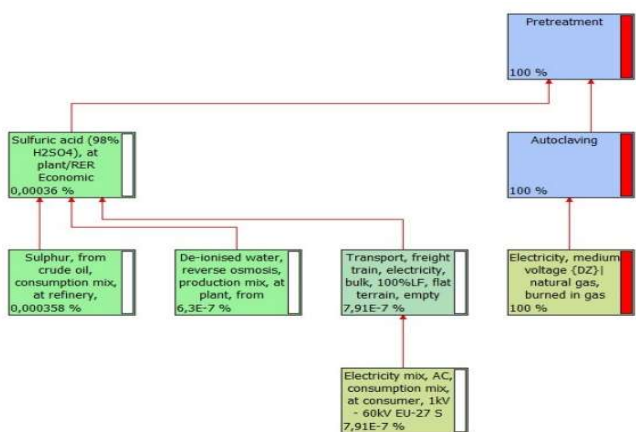 Pretreatment
100 %
Sulfuric acid (98%
H2SO4), at
plant/RER
Economic
0,00036 %
Autoclaving
100 %
Sulphur, from
crude oil,
consumption mix,
at refinery,
0,000358 %
De-ionised water,
reverse osmosis,
production mix, at
plant, from
6,3E-7 %
Transport, freight
train, electricity,
bulk, 100%LF, flat
terrain, empty
7,91E-7 %
Electricity, medium
voltage {DZ}|
natural gas,
burned in gas
100 %
Electricity mix, AC,
consumption mix,
at consumer, 1kV
- 60kV EU-27 S
7,91E-7 %